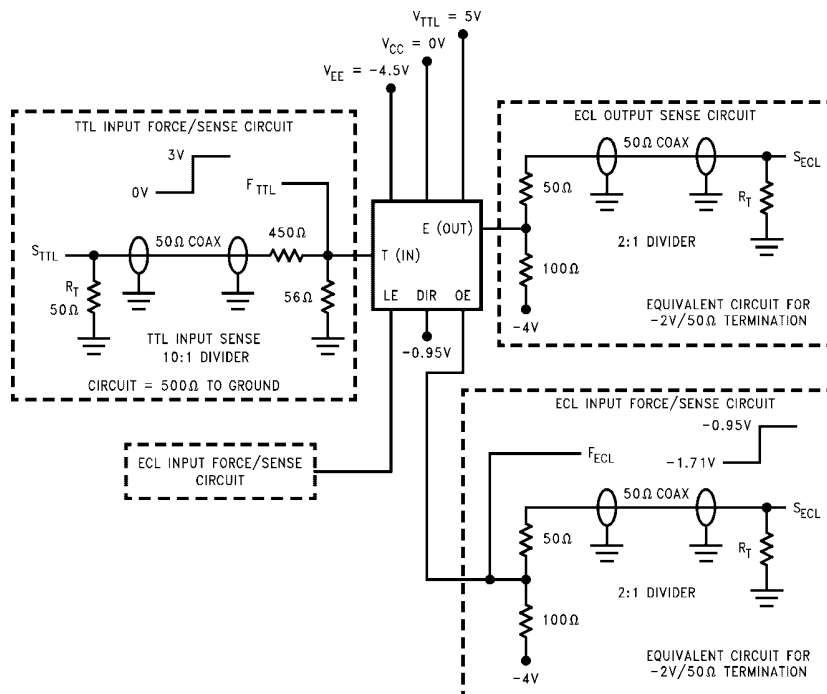 V_TTL = 5V
V_CC = 0V
V_EE = -4.5V
TTL INPUT FORCE/SENSE CIRCUIT
3V
0V
F_TTL
S_TTL
50Ω COAX
450Ω
R_T
50Ω
56Ω
TTL INPUT SENSE
10:1 DIVIDER
CIRCUIT = 500Ω TO GROUND
E (OUT)
T (IN)
LE DIR OE
-0.95V
ECL OUTPUT SENSE CIRCUIT
50Ω COAX
S_ECL
50Ω
R_T
2:1 DIVIDER
100Ω
-4V
EQUIVALENT CIRCUIT FOR
-2V/50Ω TERMINATION
ECL INPUT FORCE/SENSE
CIRCUIT
ECL INPUT FORCE/SENSE CIRCUIT
-0.95V
F_ECL
-1.71V
50Ω COAX
S_ECL
50Ω
R_T
2:1 DIVIDER
100Ω
-4V
EQUIVALENT CIRCUIT FOR
-2V/50Ω TERMINATION